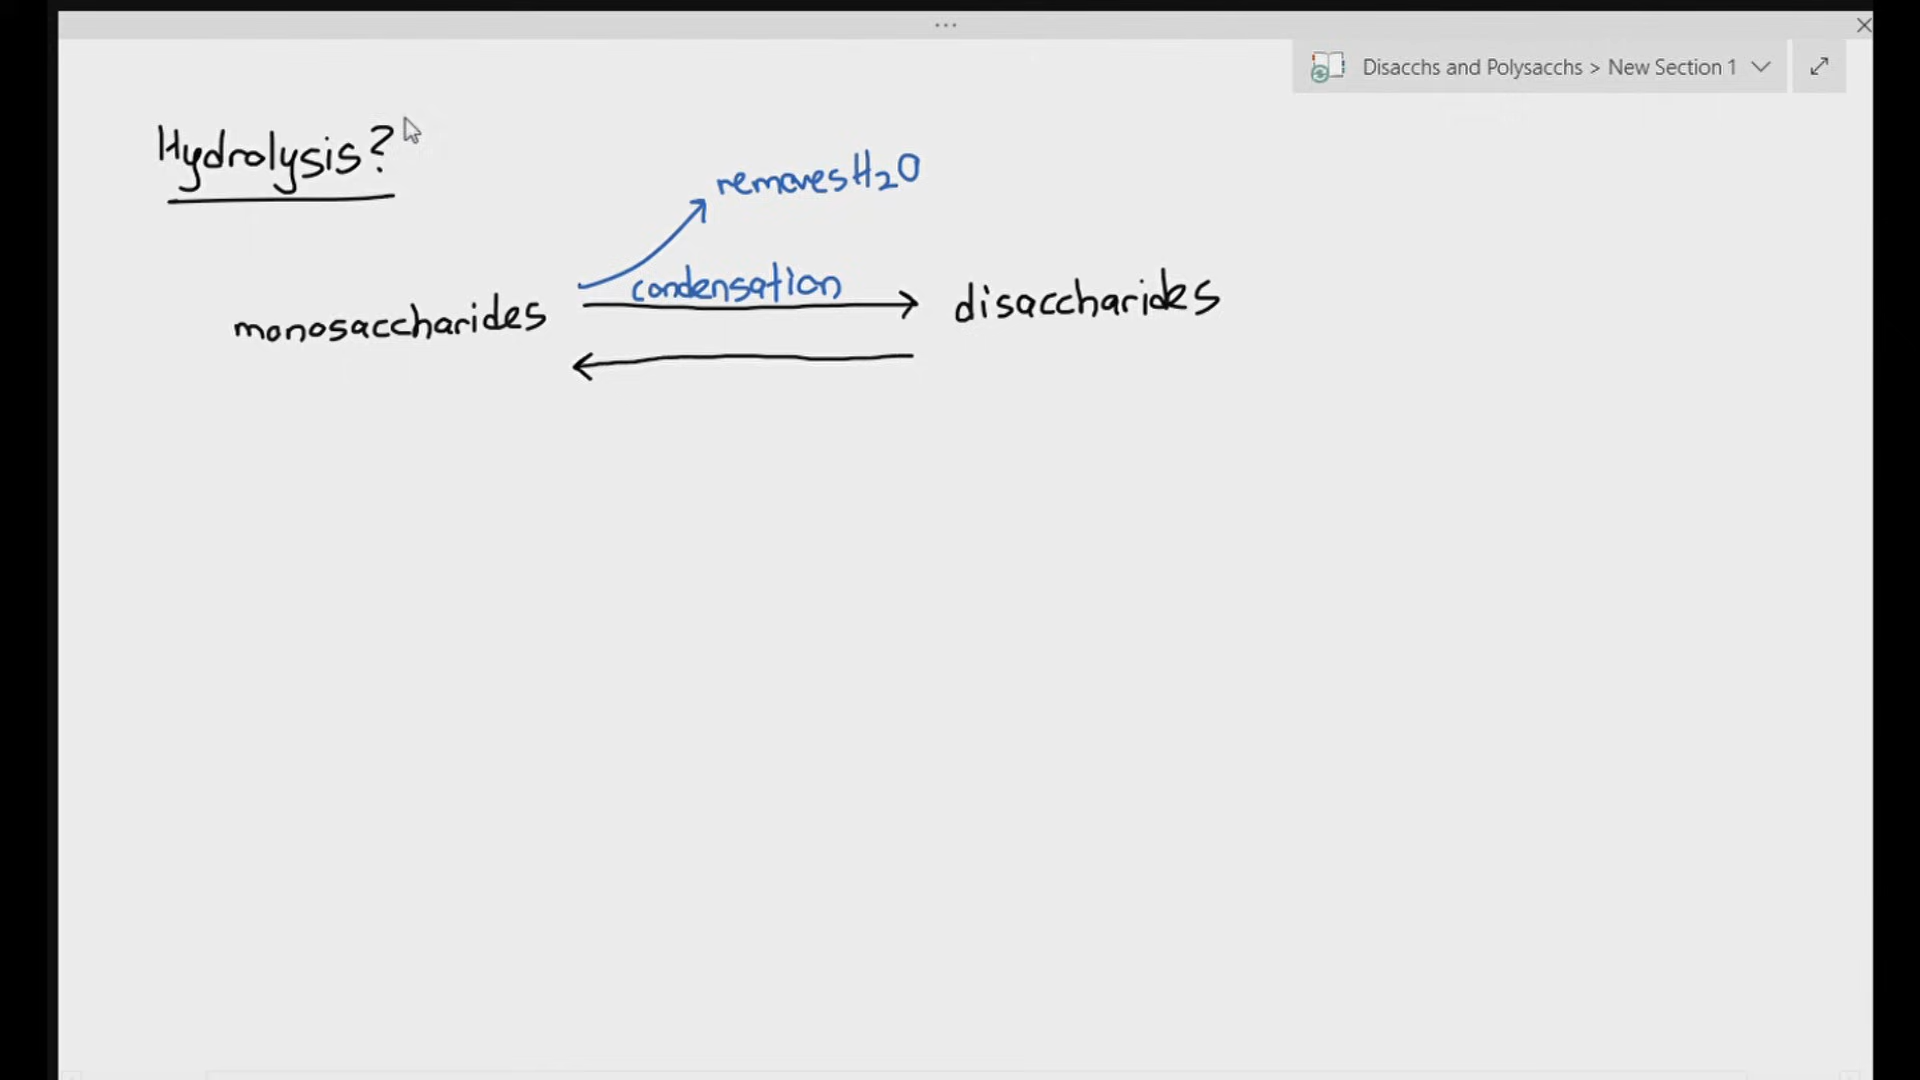 Disacchs and Polysacchs > New Section 1
Hydrolysis?
removes H₂O
condensation
monosaccharides
disaccharides